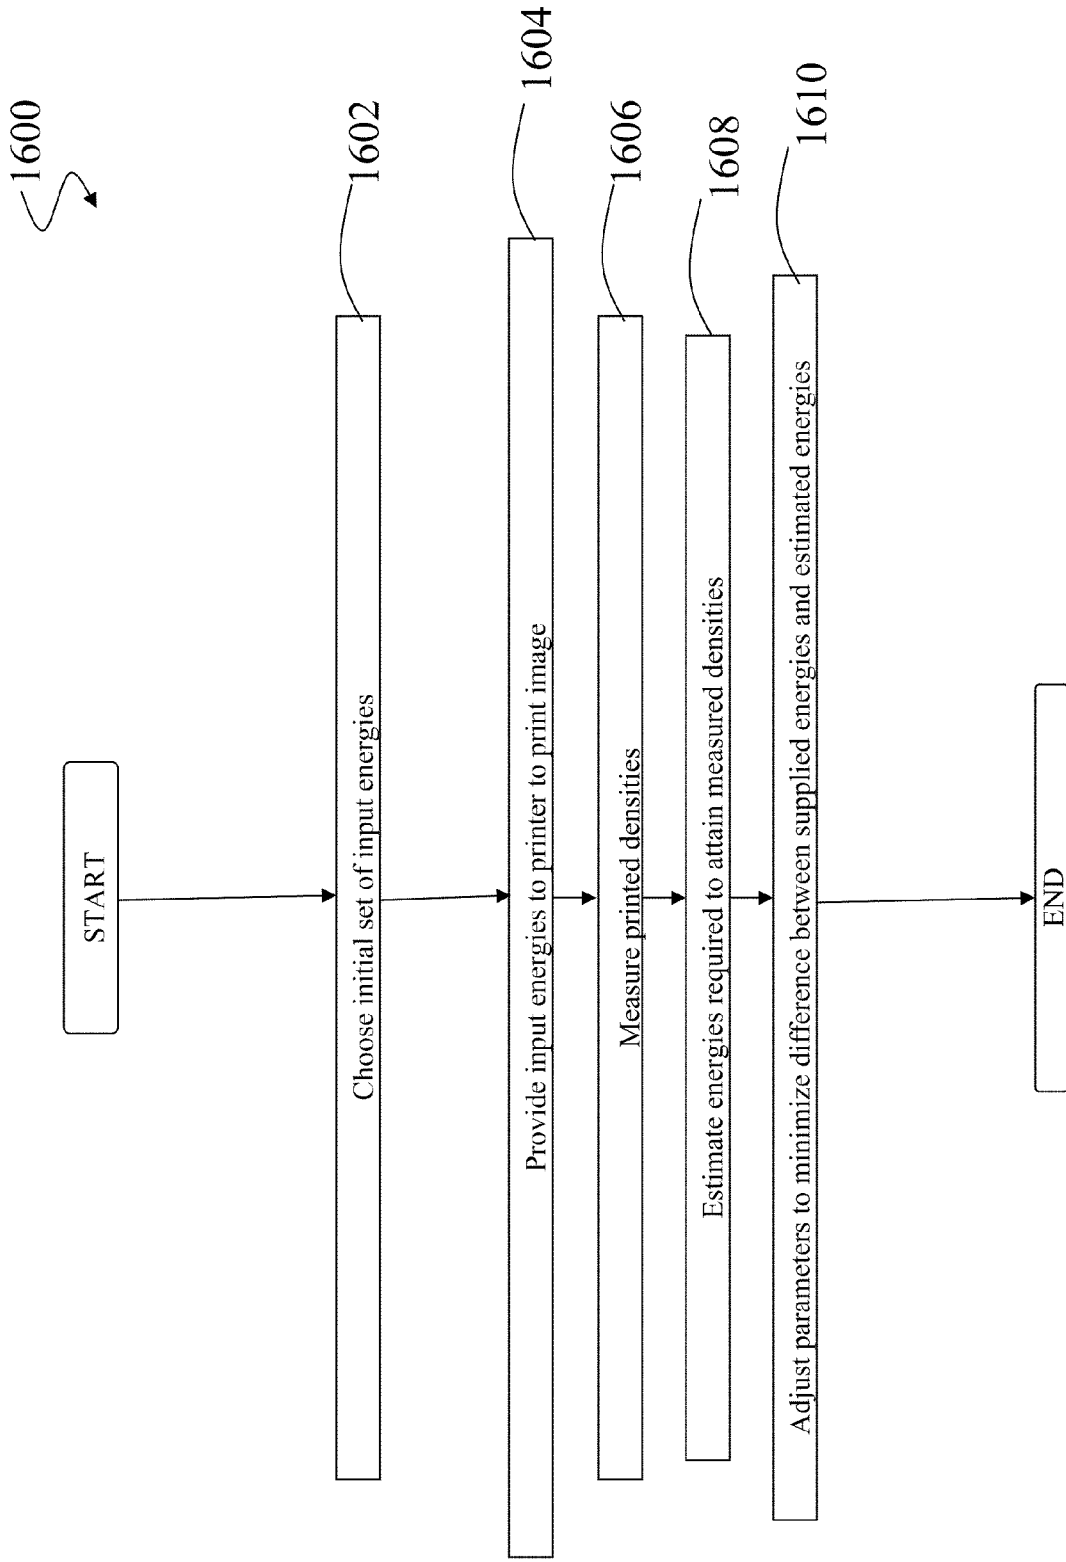 1600
START
Choose initial set of input energies
1602
Provide input energies to printer to print image
1604
Measure printed densities
1606
Estimate energies required to attain measured densities
1608
Adjust parameters to minimize difference between supplied energies and estimated energies
1610
END